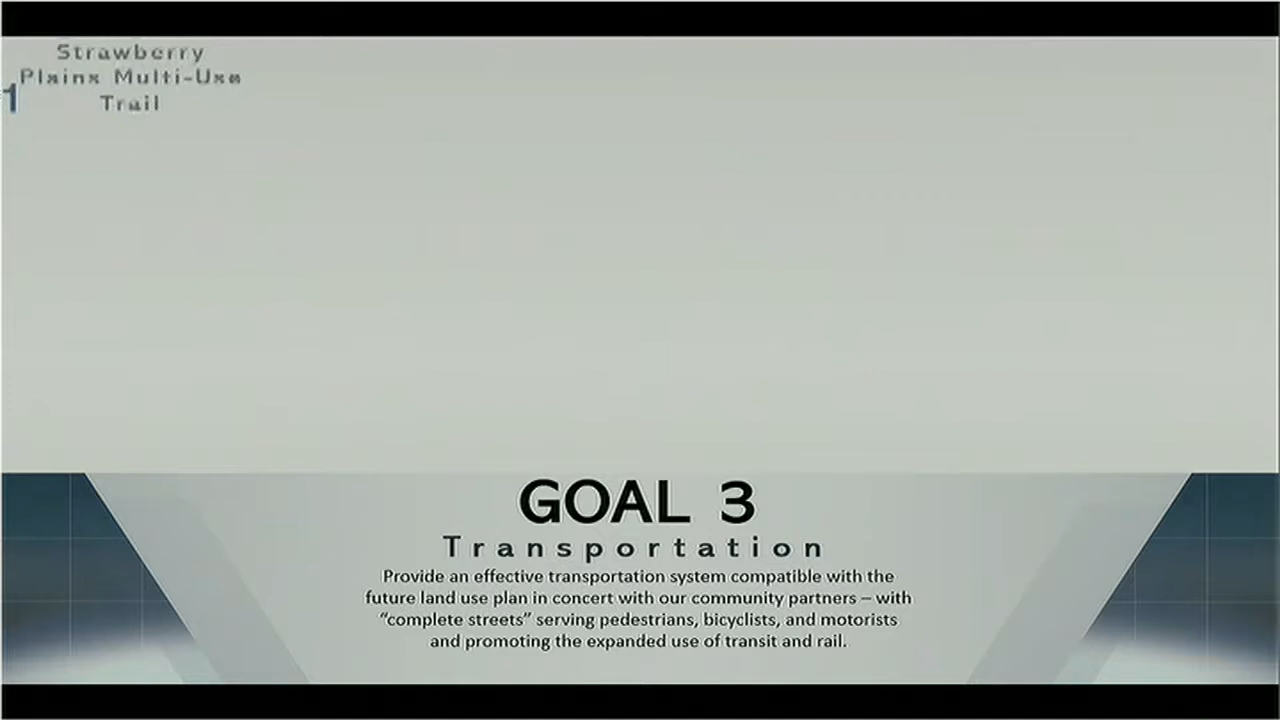 Strawberry
Plains Multi-Use
1
Trail
GOAL 3
Transportation
Provide an effective transportation system compatible with the
future land use plan in concert with our community partners – with
“complete streets” serving pedestrians, bicyclists, and motorists
and promoting the expanded use of transit and rail.